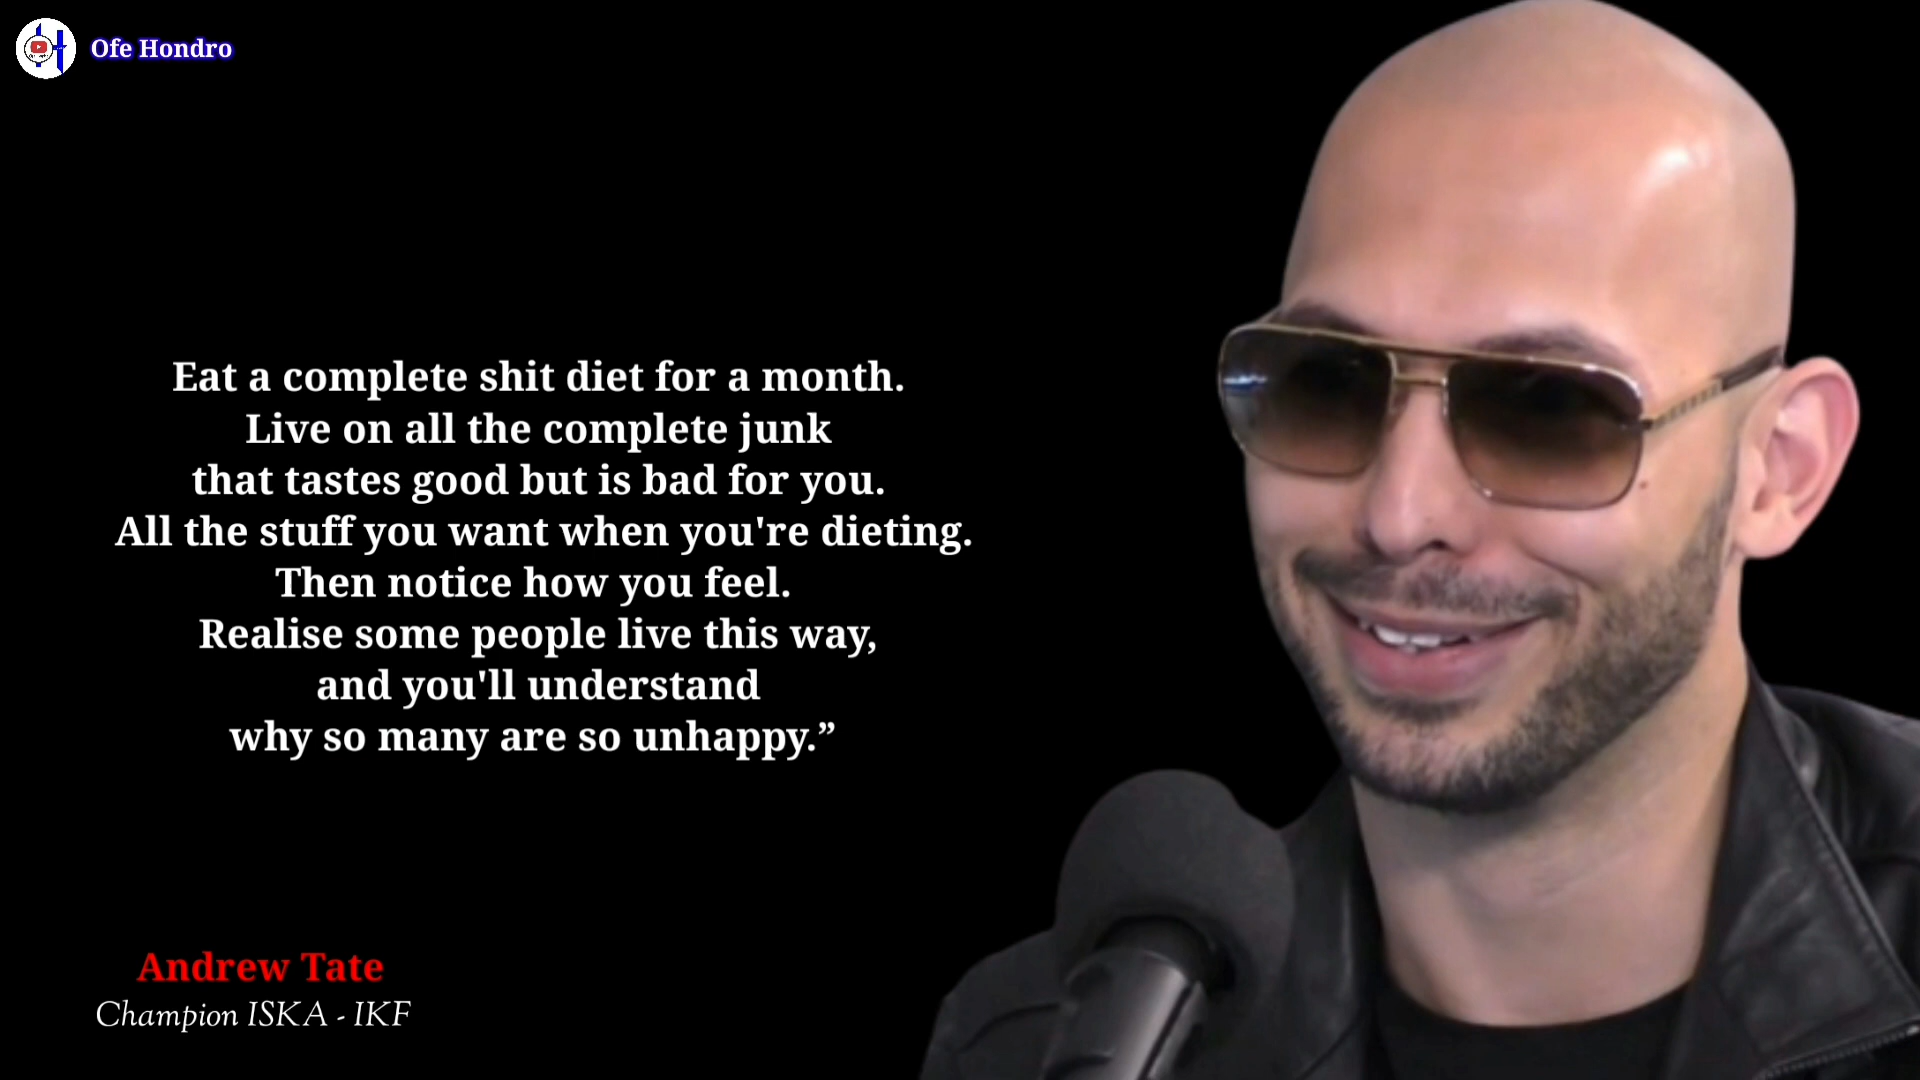 Ofe Hondro
Eat a complete shit diet for a month.
Live on all the complete junk
that tastes good but is bad for you.
All the stuff you want when you're dieting.
Then notice how you feel.
Realise some people live this way,
and you'll understand
why so many are so unhappy.”
Andrew Tate
Champion ISKA - IKF